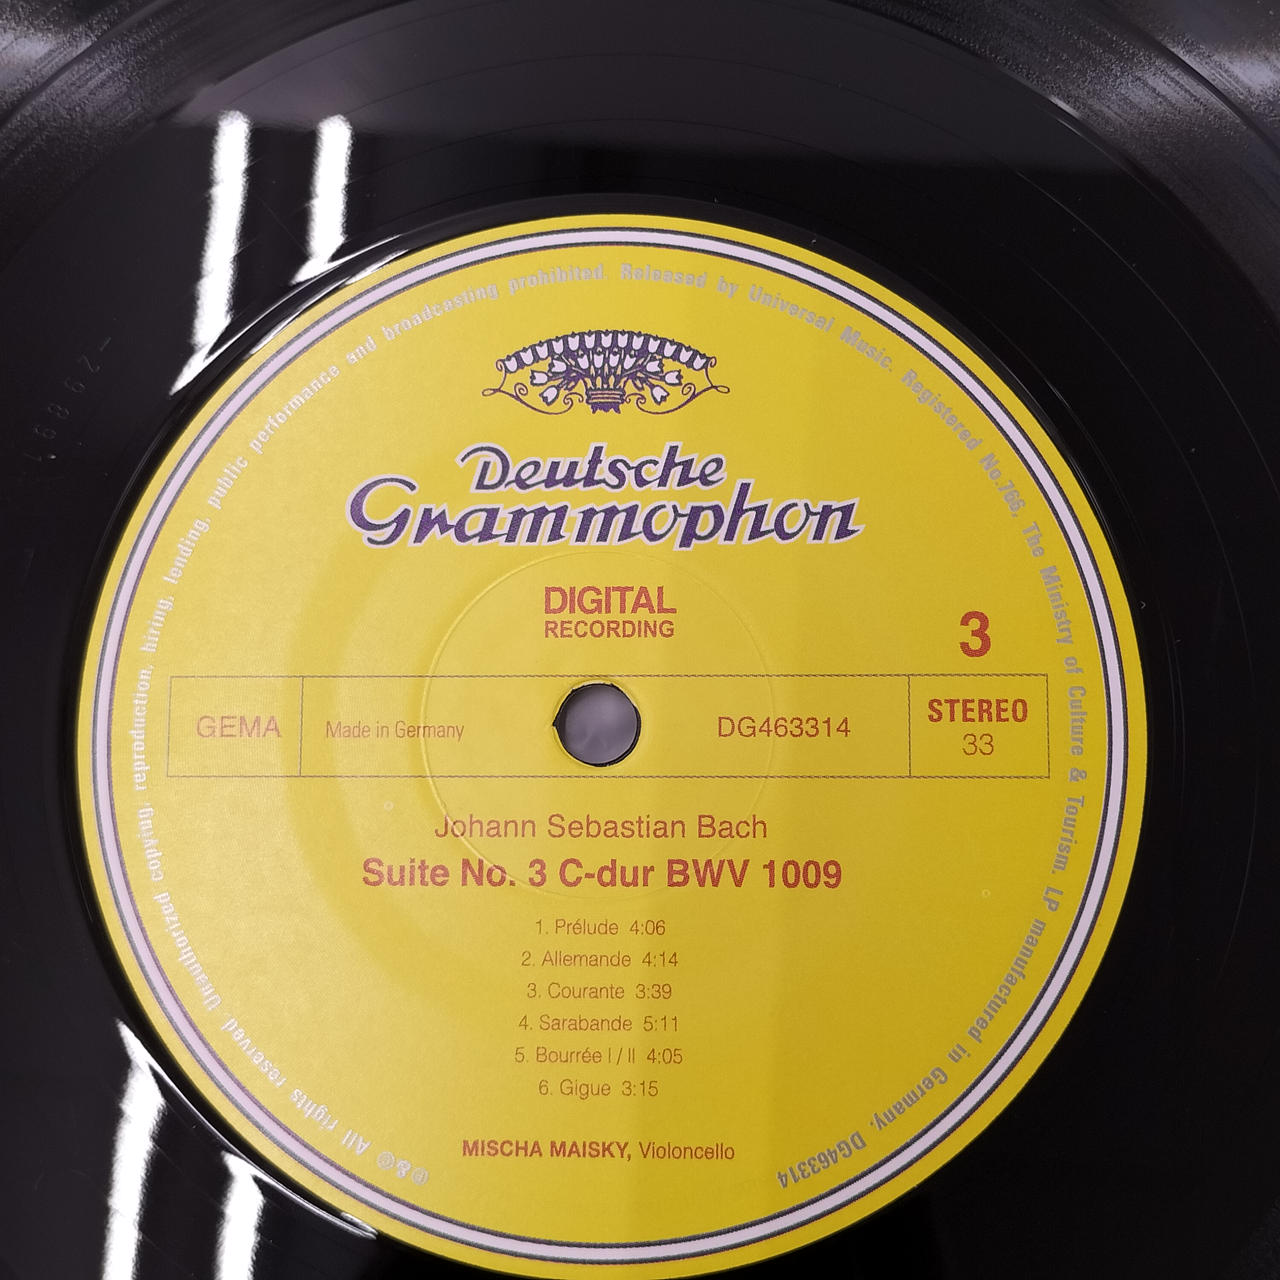 Deutsche
Grammophon
DIGITAL
RECORDING
3
GEMA
Made in Germany
DG463314
STEREO
33
Johann Sebastian Bach
Suite No. 3 C-dur BWV 1009
1. Prélude 4:06
2. Allemande 4:14
3. Courante 3:39
4. Sarabande 5:11
5. Bourrée I / II 4:05
6. Gigue 3:15
MISCHA MAISKY, Violoncello
℗ & © All rights reserved. Unauthorized copying, reproduction, hiring, lending, public performance and broadcasting prohibited. Released by Universal Music. Registered No.766, The Ministry of Culture & Tourism. LP manufactured in Germany. DG463314